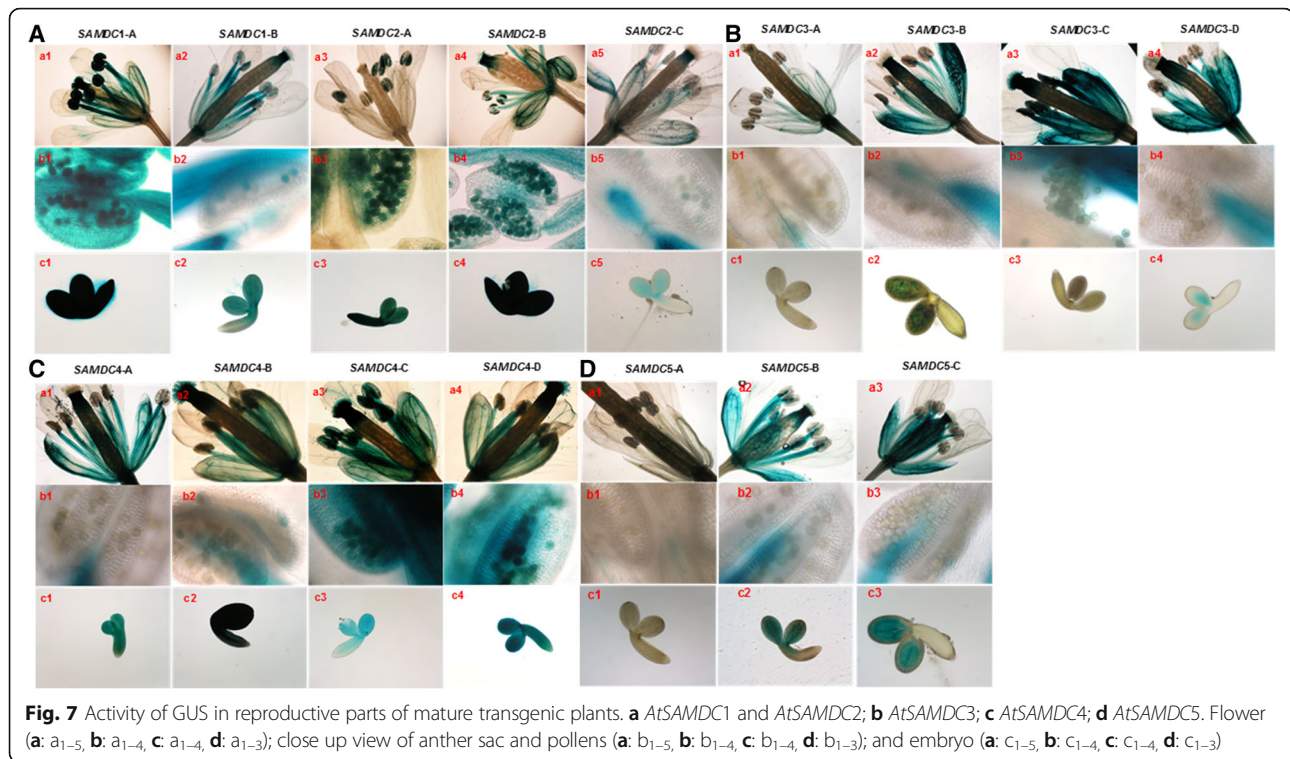 A
SAMDC1-A SAMDC1-B SAMDC2-A SAMDC2-B SAMDC2-C
a1 a2 a3 a4 a5
b1 b2 b3 b4 b5
c1 c2 c3 c4 c5
B
SAMDC3-A SAMDC3-B SAMDC3-C SAMDC3-D
a1 a2 a3 a4
b1 b2 b3 b4
c1 c2 c3 c4
C
SAMDC4-A SAMDC4-B SAMDC4-C SAMDC4-D
a1 a2 a3 a4
b1 b2 b3 b4
c1 c2 c3 c4
D
SAMDC5-A SAMDC5-B SAMDC5-C
a1 a2 a3
b1 b2 b3
c1 c2 c3
Fig. 7 Activity of GUS in reproductive parts of mature transgenic plants. a AtSAMDC1 and AtSAMDC2; b AtSAMDC3; c AtSAMDC4; d AtSAMDC5. Flower
(a: a1–5, b: a1–4, c: a1–4, d: a1–3); close up view of anther sac and pollens (a: b1–5, b: b1–4, c: b1–4, d: b1–3); and embryo (a: c1–5, b: c1–4, c: c1–4, d: c1–3)